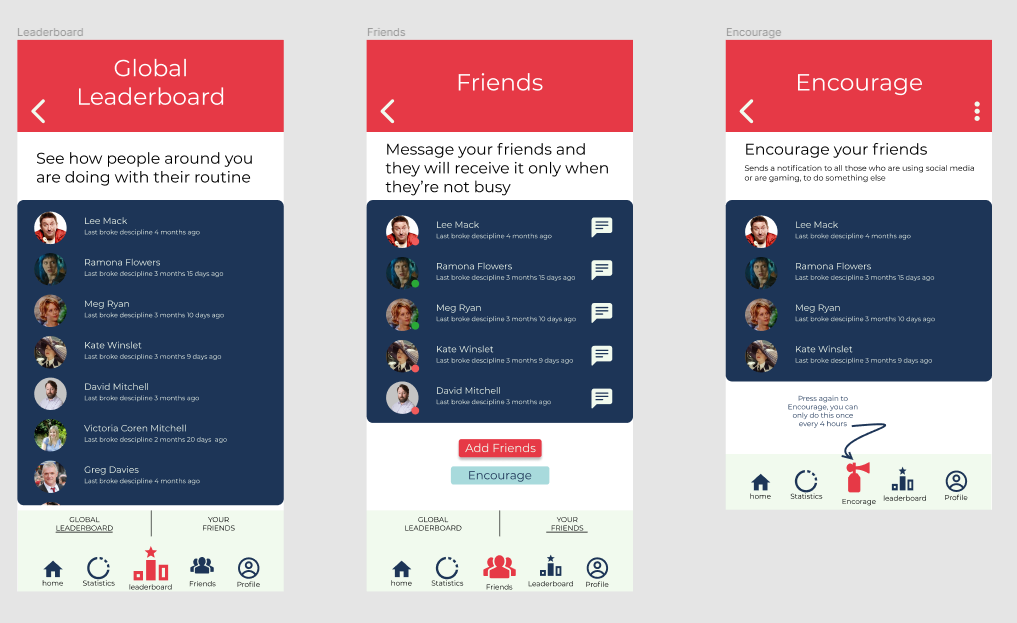 Leaderboard
Global
Leaderboard
See how people around you
are doing with their routine
Lee Mack
Last broke descipline 4 months ago
Ramona Flowers
Last broke descipline 3 months 15 days ago
Meg Ryan
Last broke descipline 3 months 10 days ago
Kate Winslet
Last broke descipline 3 months 9 days ago
David Mitchell
Last broke descipline 3 months ago
Victoria Coren Mitchell
Last broke descipline 2 months 20 days ago
Greg Davies
Last broke descipline 4 months ago
GLOBAL
LEADERBOARD
YOUR
FRIENDS
home
Statistics
leaderboard
Friends
Profile
Friends
Friends
Message your friends and
they will receive it only when
they're not busy
Lee Mack
Last broke descipline 4 months ago
Ramona Flowers
Last broke descipline 3 months 15 days ago
Meg Ryan
Last broke descipline 3 months 10 days ago
Kate Winslet
Last broke descipline 3 months 9 days ago
David Mitchell
Last broke descipline 3 months ago
Add Friends
Encourage
GLOBAL
LEADERBOARD
YOUR
FRIENDS
home
Statistics
Friends
Leaderboard
Profile
Encourage
Encourage
Encourage your friends
Sends a notification to all those who are using social media
or are gaming, to do something else
Lee Mack
Last broke descipline 4 months ago
Ramona Flowers
Last broke descipline 3 months 15 days ago
Meg Ryan
Last broke descipline 3 months 10 days ago
Kate Winslet
Last broke descipline 3 months 9 days ago
Press again to
Encourage, you can
only do this once
every 4 hours
home
Statistics
Encorage
leaderboard
Profile